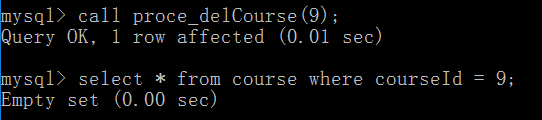 mysql> call proce_delCourse(9);
Query OK, 1 row affected (0.01 sec)
mysql> select * from course where courseId = 9;
Empty set (0.00 sec)